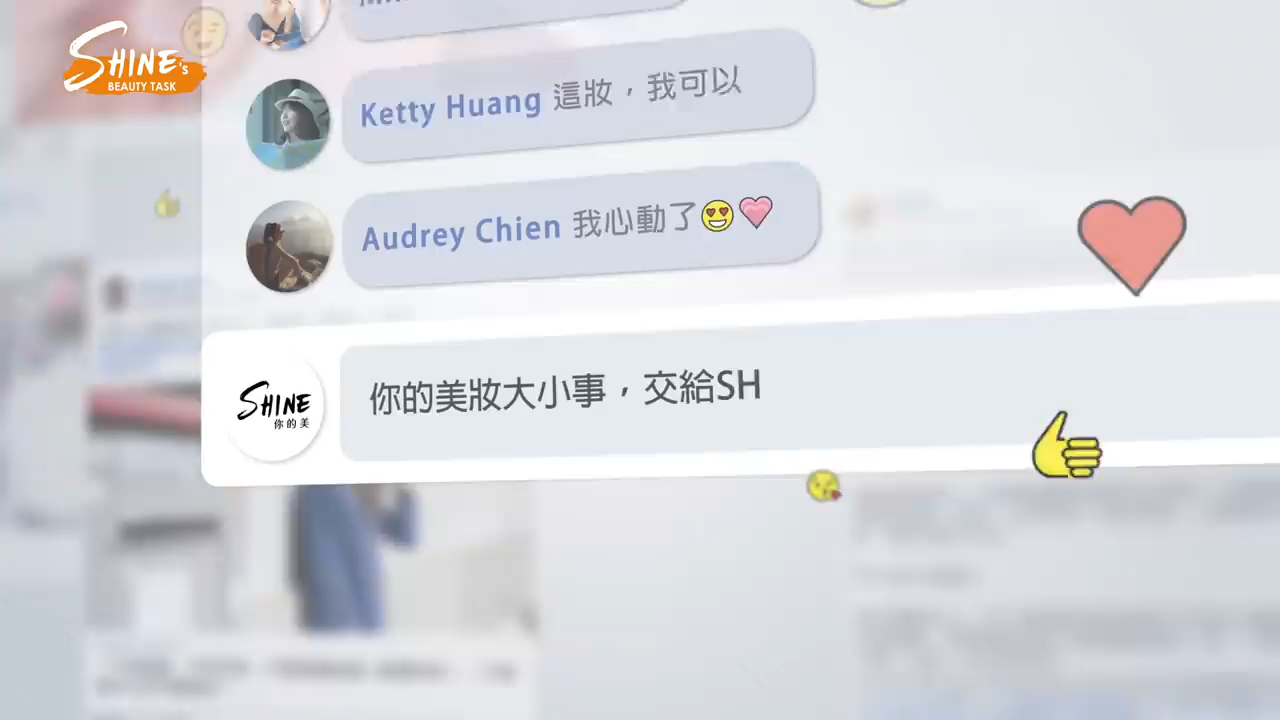 SHINE's
BEAUTY TASK
Ketty Huang 這妝，我可以
Audrey Chien 我心動了😍💗
SHINE
你的美
你的美妝大小事，交給SH